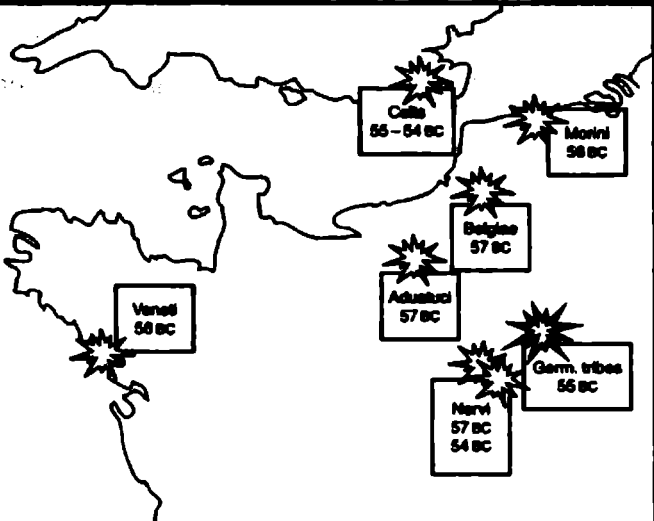 Celts
55 – 54 BC
Morini
56 BC
Belgiae
57 BC
Aduatuci
57 BC
Veneti
56 BC
Germ. tribes
55 BC
Nervi
57 BC
54 BC